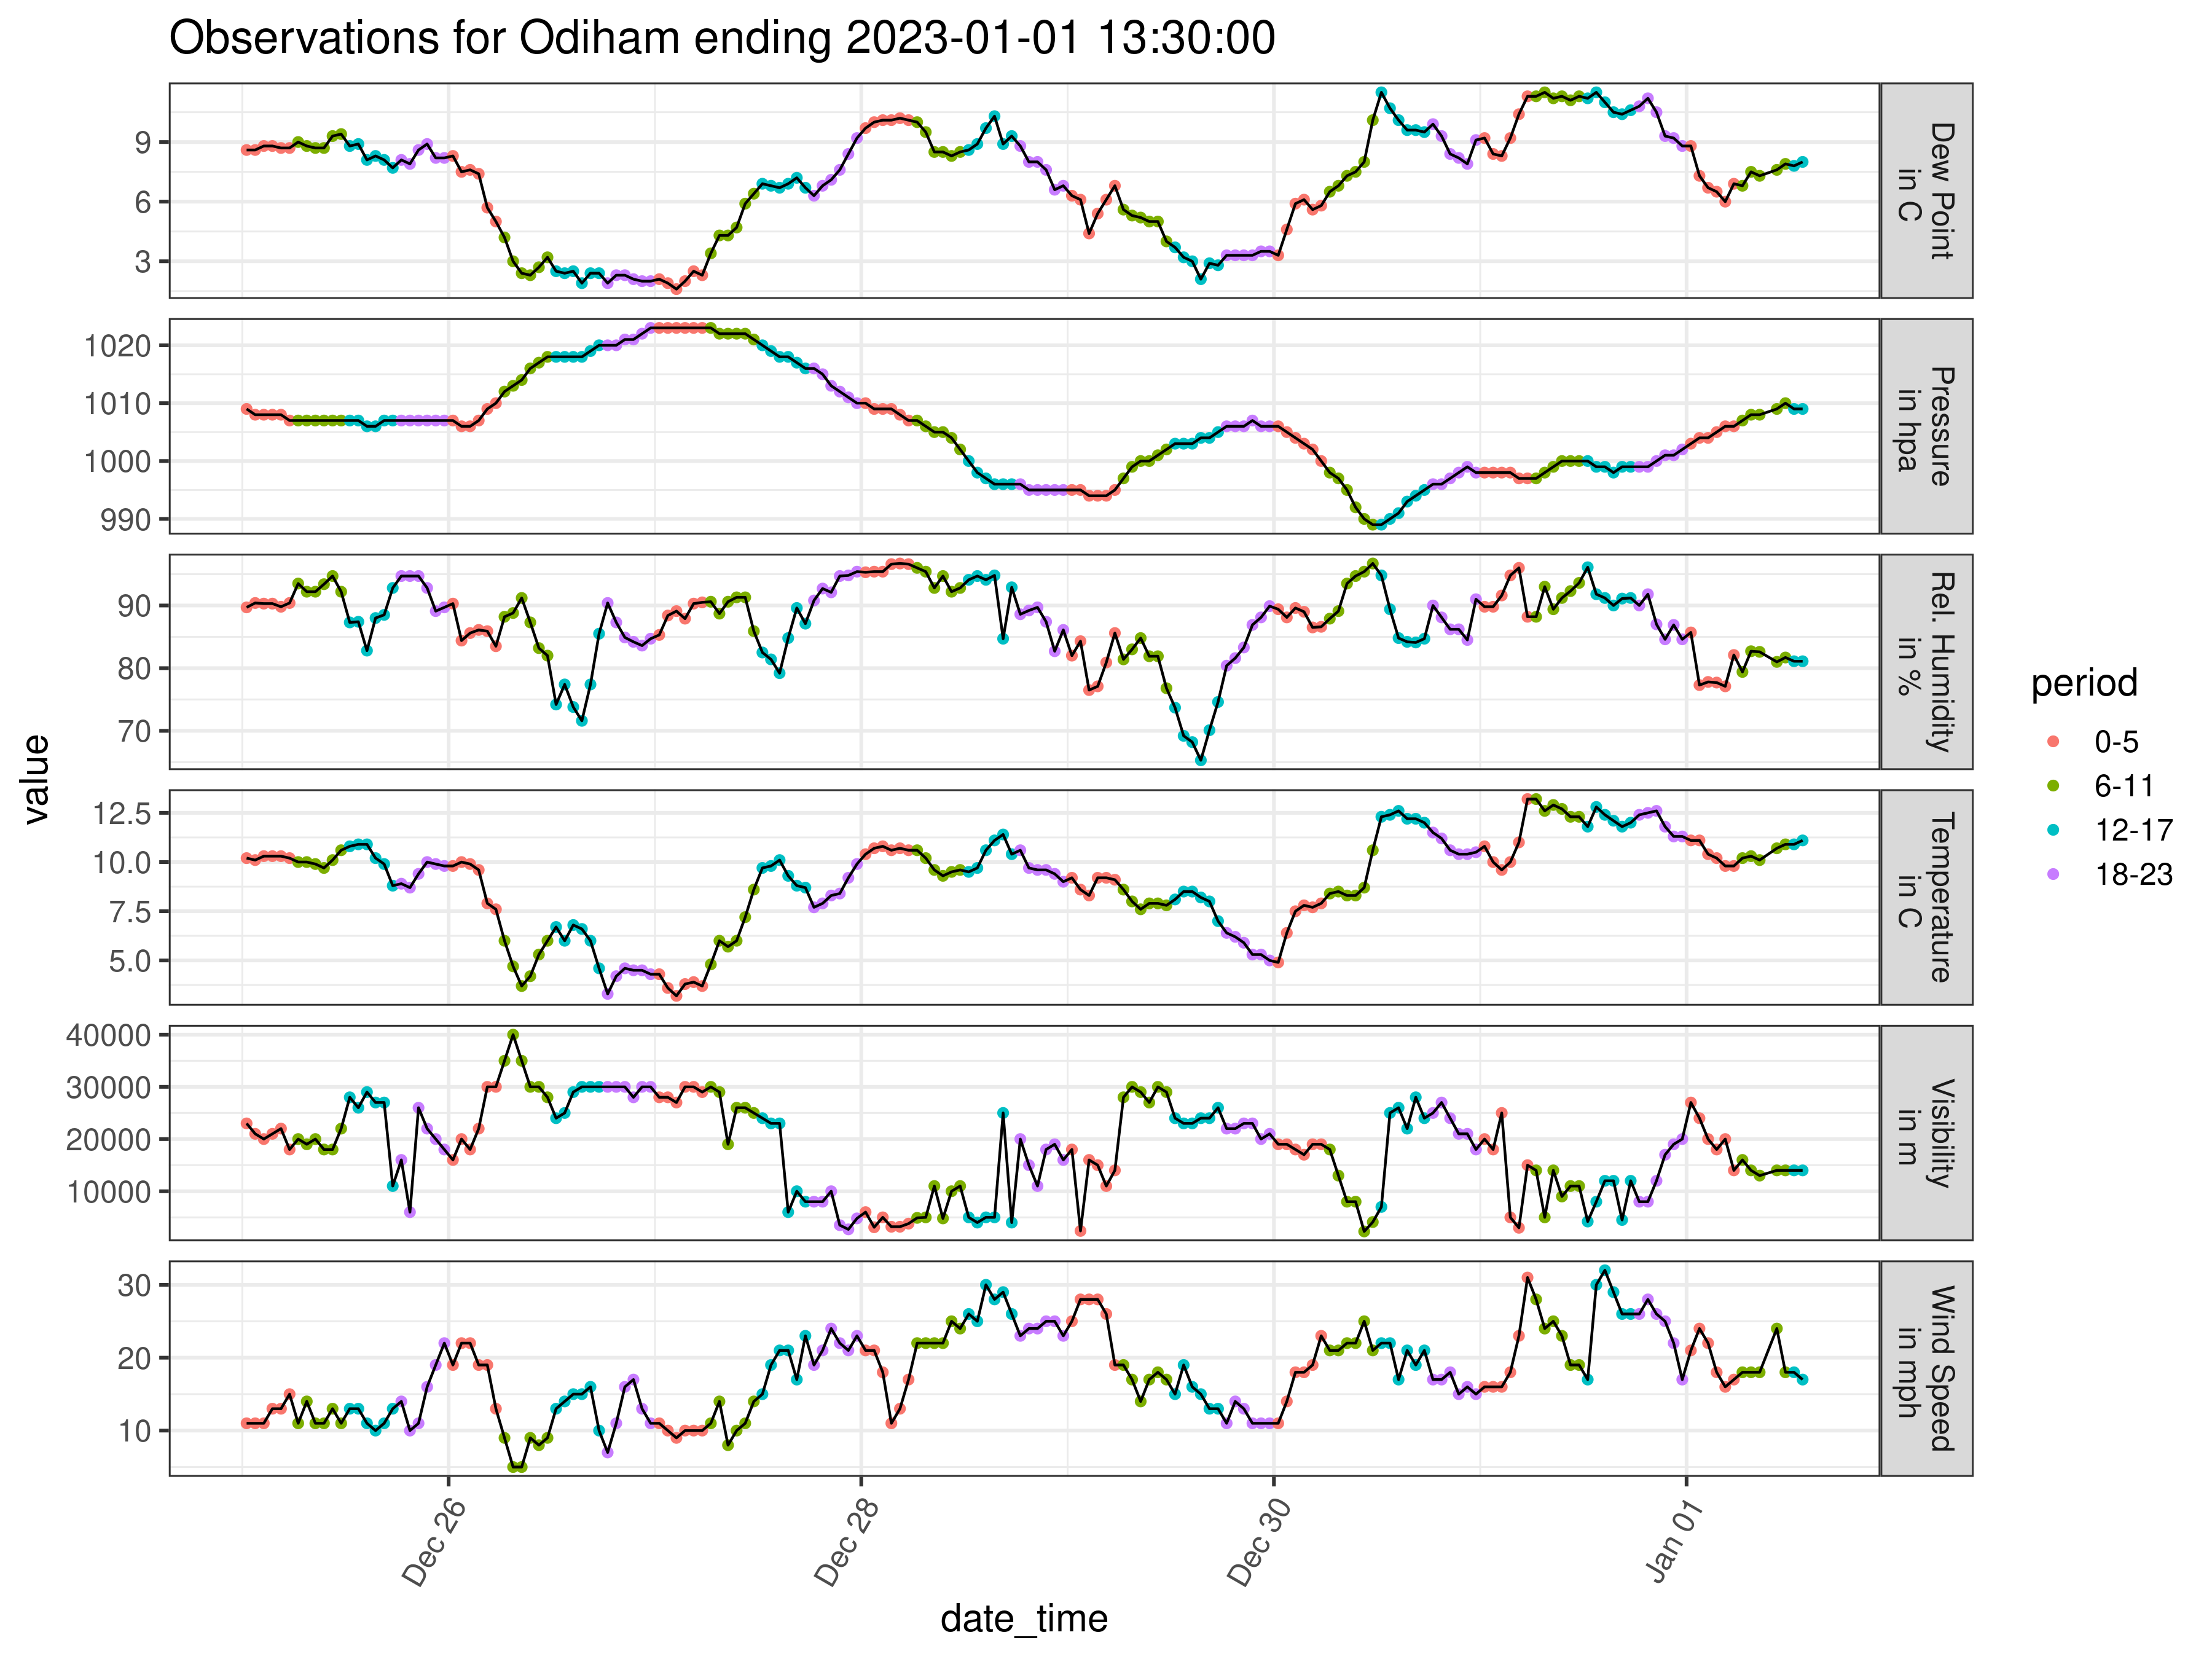 Observations for Odiham ending 2023-01-01 13:30:00
value
9
6
3
Dew Point
in C
1020
1010
1000
990
Pressure
in hpa
90
80
70
Rel. Humidity
in %
12.5
10.0
7.5
5.0
Temperature
in C
40000
30000
20000
10000
Visibility
in m
30
20
10
Wind Speed
in mph
Dec 26
Dec 28
Dec 30
Jan 01
date_time
period
0-5
6-11
12-17
18-23